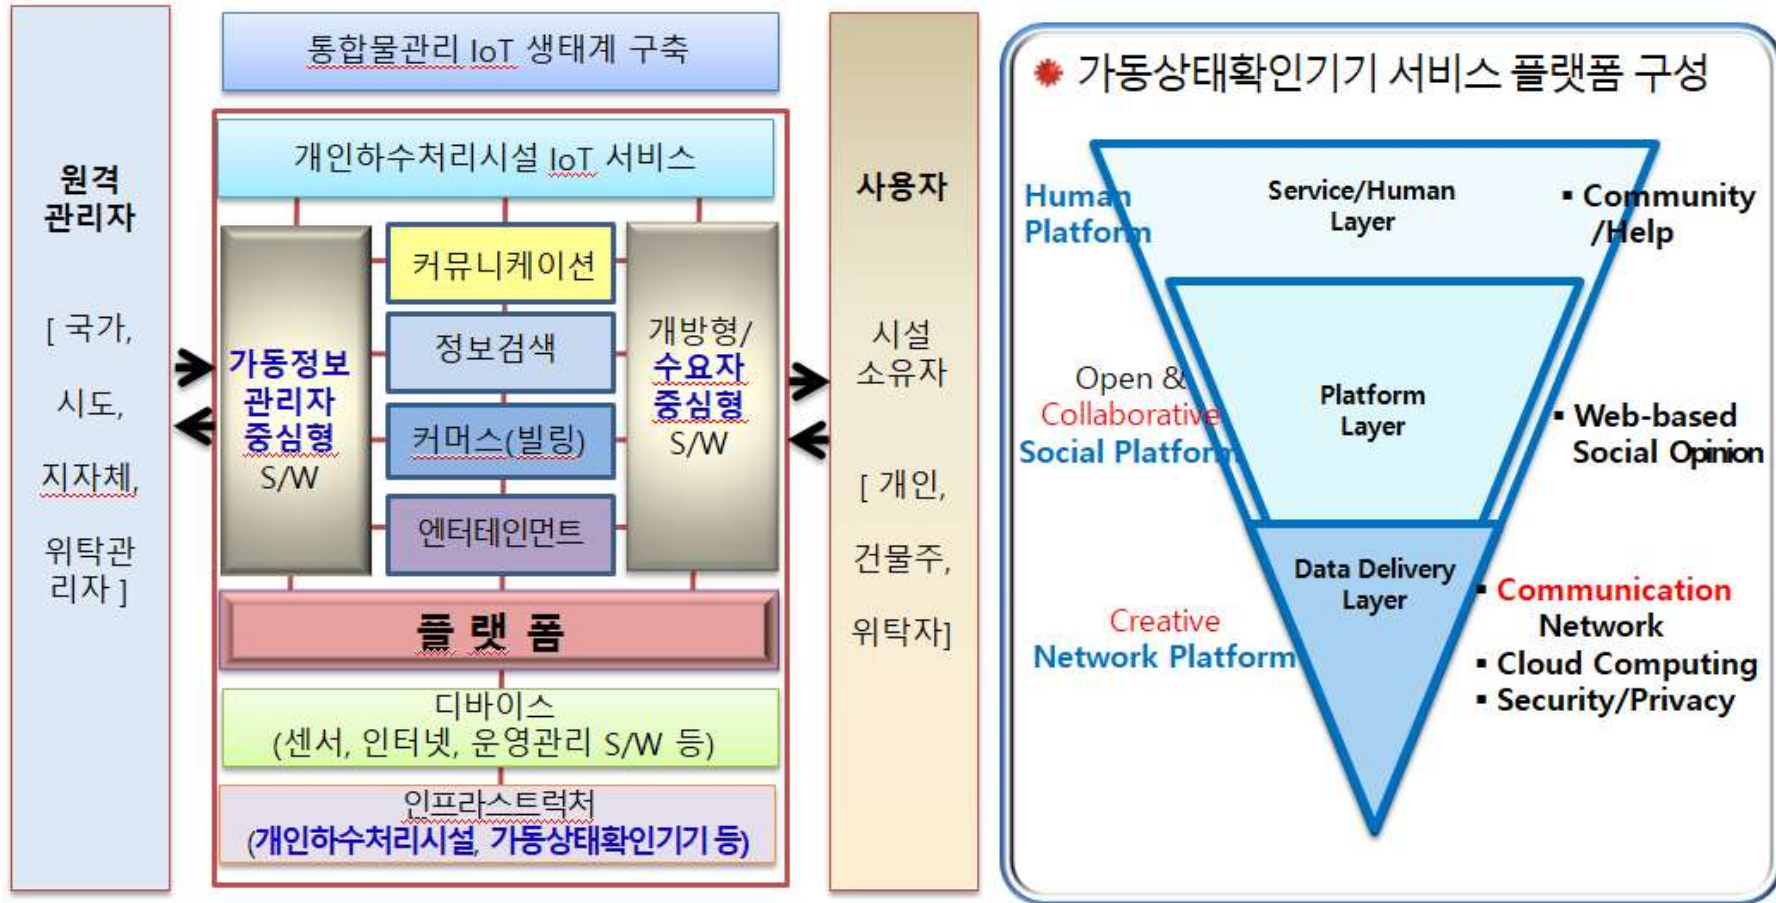 통합물관리 IoT 생태계 구축
원격
관리자
[ 국가,
시도,
지자체,
위탁관
리자 ]
개인하수처리시설 IoT 서비스
가동정보
관리자
중심형
S/W
커뮤니케이션
정보검색
커머스(빌링)
엔터테인먼트
개방형/
수요자
중심형
S/W
플 랫 폼
디바이스
(센서, 인터넷, 운영관리 S/W 등)
인프라스트럭처
(개인하수처리시설, 가동상태확인기기 등)
사용자
시설
소유자
[ 개인,
건물주,
위탁자]
가동상태확인기기 서비스 플랫폼 구성
Human
Platform
Service/Human
Layer
▪ Community
/Help
Open &
Collaborative
Social Platform
Platform
Layer
▪ Web-based
Social Opinion
Creative
Network Platform
Data Delivery
Layer
▪ Communication
Network
▪ Cloud Computing
▪ Security/Privacy